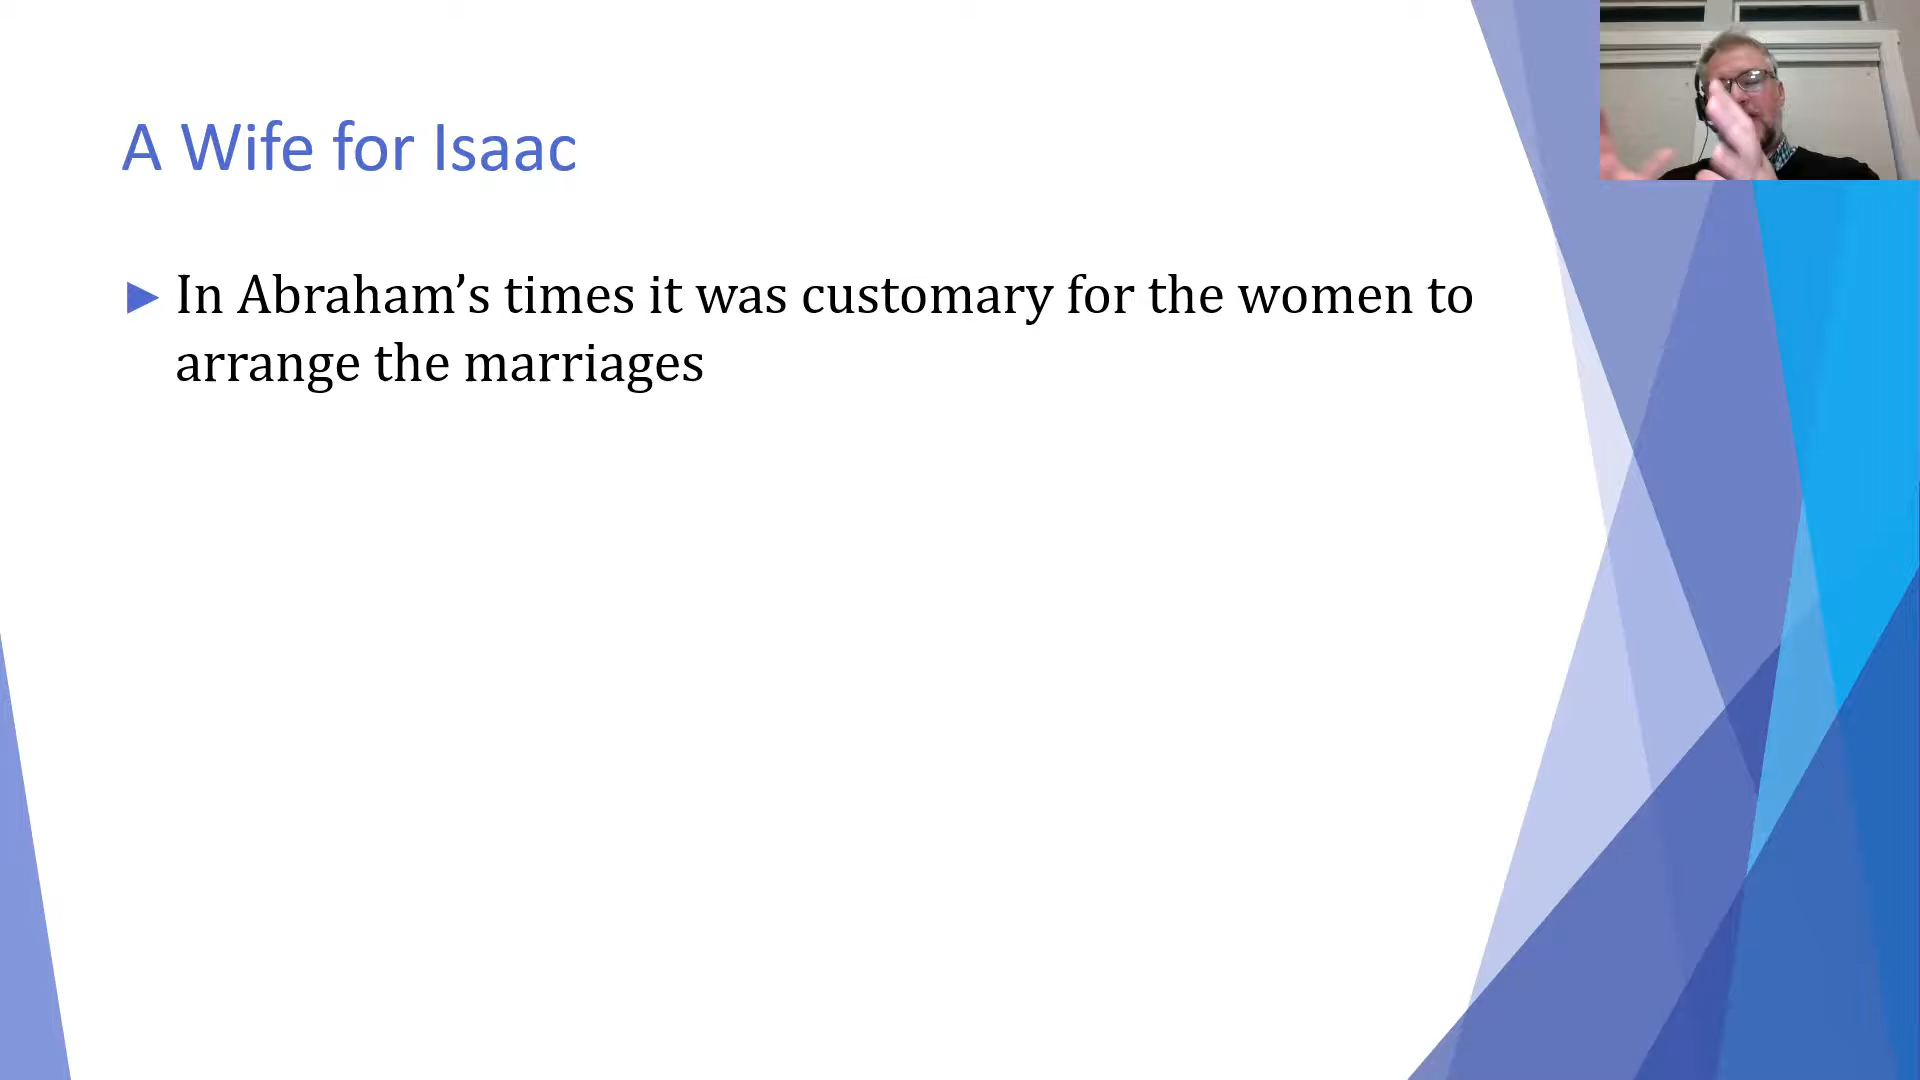 A Wife for Isaac
In Abraham’s times it was customary for the women to
arrange the marriages